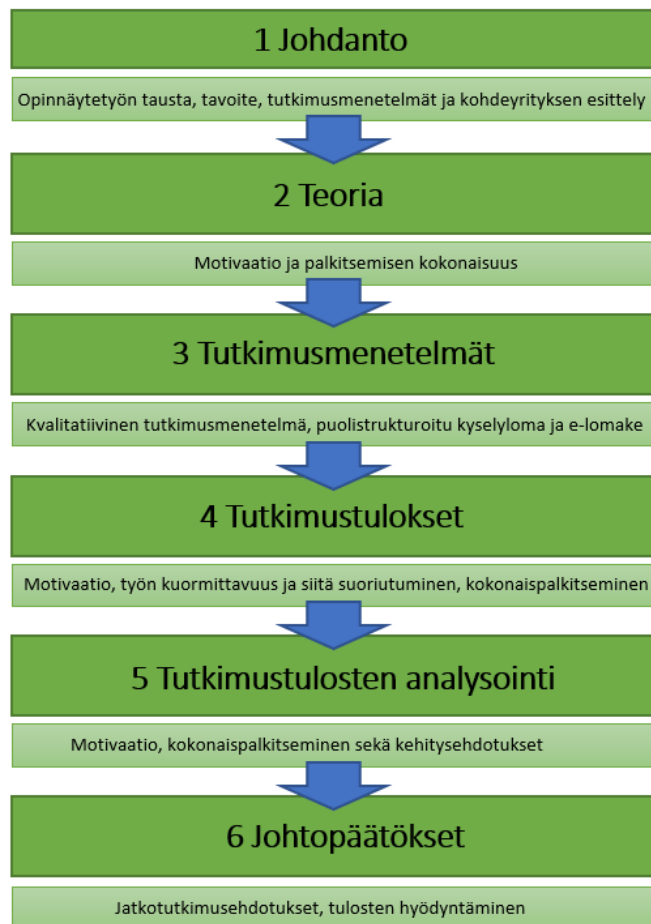 1 Johdanto
Opinnäytetyön tausta, tavoite, tutkimusmenetelmät ja kohdeyrityksen esittely
2 Teoria
Motivaatio ja palkitsemisen kokonaisuus
3 Tutkimusmenetelmät
Kvalitatiivinen tutkimusmenetelmä, puolistrukturoitu kyselyloma ja e-lomake
4 Tutkimustulokset
Motivaatio, työn kuormittavuus ja siitä suoriutuminen, kokonaispalkitseminen
5 Tutkimustulosten analysointi
Motivaatio, kokonaispalkitseminen sekä kehitysehdotukset
6 Johtopäätökset
Jatkotutkimusehdotukset, tulosten hyödyntäminen